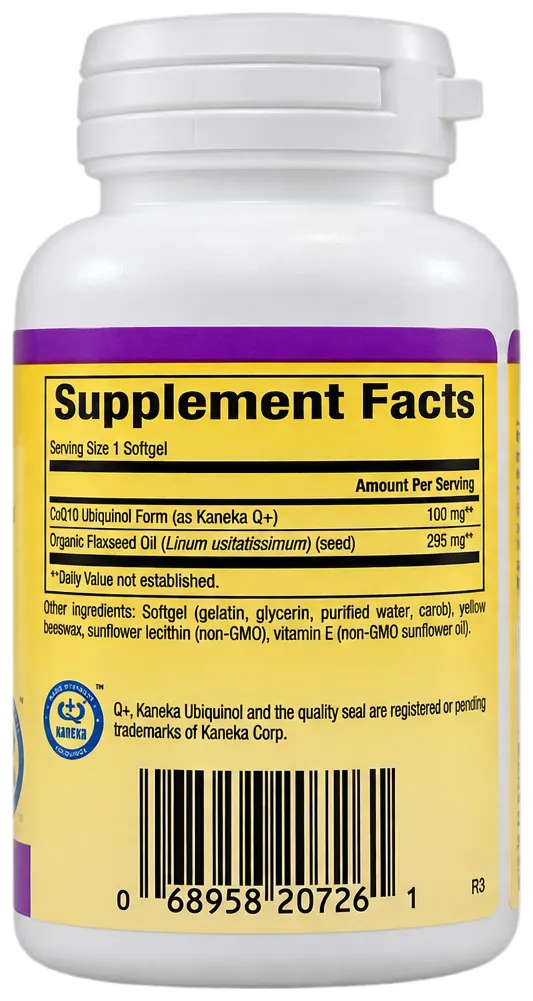 Supplement Facts
Serving Size 1 Softgel
Amount Per Serving
CoQ10 Ubiquinol Form (as Kaneka Q+) 100 mg**
Organic Flaxseed Oil (Linum usitatissimum) (seed) 295 mg**
**Daily Value not established.
Other ingredients: Softgel (gelatin, glycerin, purified water, carob), yellow
beeswax, sunflower lecithin (non-GMO), vitamin E (non-GMO sunflower oil).
KANEKA
™
Q+, Kaneka Ubiquinol and the quality seal are registered or pending
trademarks of Kaneka Corp.
0 68958 20726 1
R3